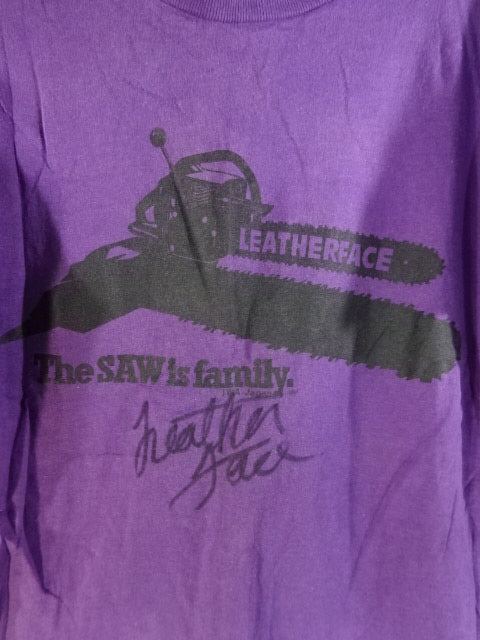 LEATHERFACE
The SAW is family.
Leather
Face